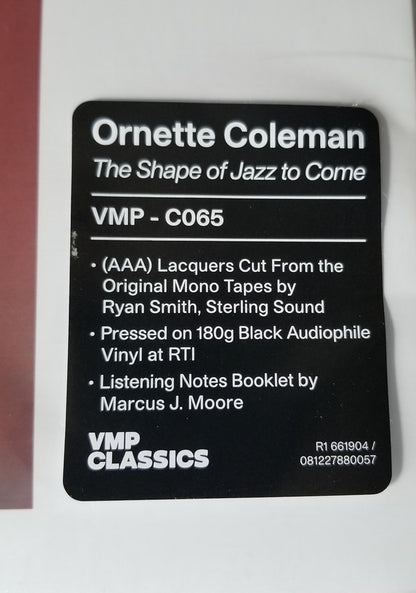 Ornette Coleman
The Shape of Jazz to Come
VMP - C065
• (AAA) Lacquers Cut From the
Original Mono Tapes by
Ryan Smith, Sterling Sound
• Pressed on 180g Black Audiophile
Vinyl at RTI
• Listening Notes Booklet by
Marcus J. Moore
VMP
CLASSICS
R1 661904 /
081227880057